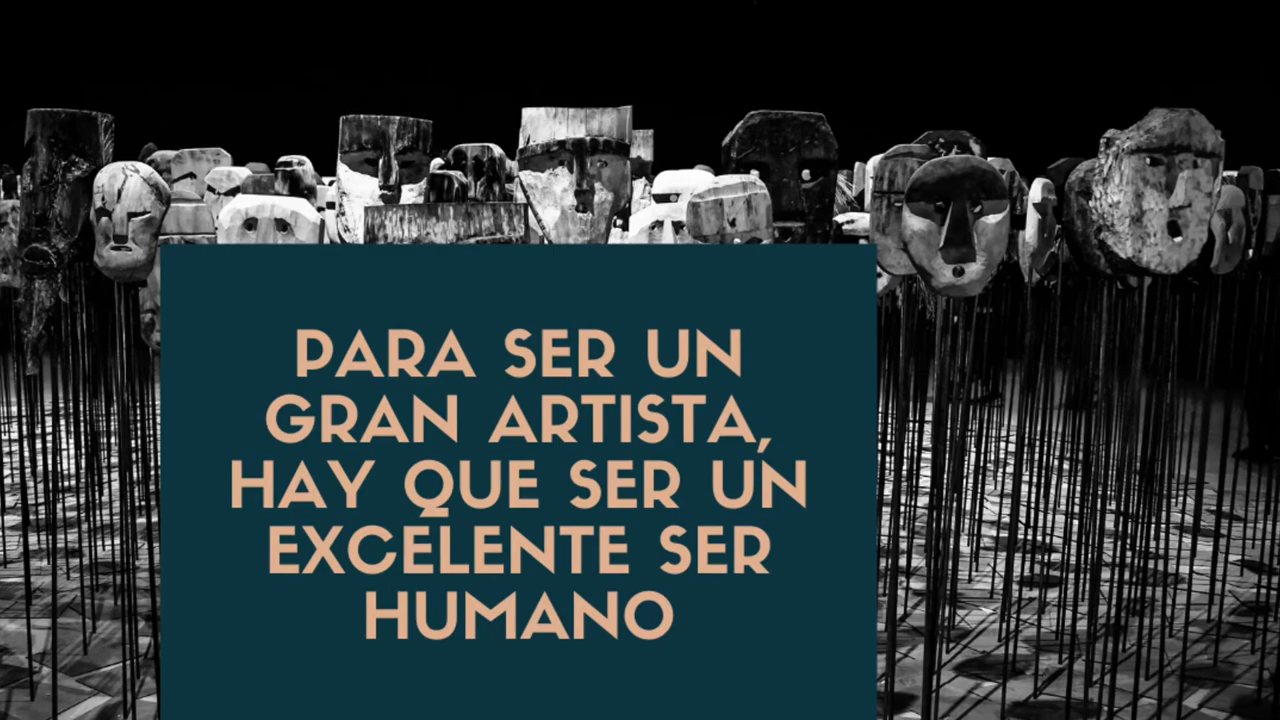 PARA SER UN
GRAN ARTISTA,
HAY QUE SER UN
EXCELENTE SER
HUMANO